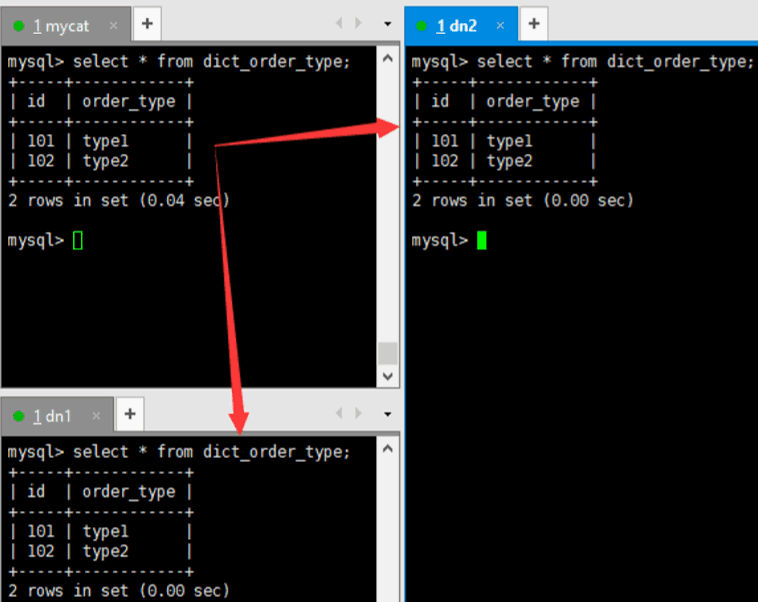 1 mycat × +
mysql> select * from dict_order_type;
+-----+------------+
| id  | order_type |
+-----+------------+
| 101 | type1      |
| 102 | type2      |
+-----+------------+
2 rows in set (0.04 sec)
mysql>
1 dn2 × +
mysql> select * from dict_order_type;
+-----+------------+
| id  | order_type |
+-----+------------+
| 101 | type1      |
| 102 | type2      |
+-----+------------+
2 rows in set (0.00 sec)
mysql>
1 dn1 × +
mysql> select * from dict_order_type;
+-----+------------+
| id  | order_type |
+-----+------------+
| 101 | type1      |
| 102 | type2      |
+-----+------------+
2 rows in set (0.00 sec)